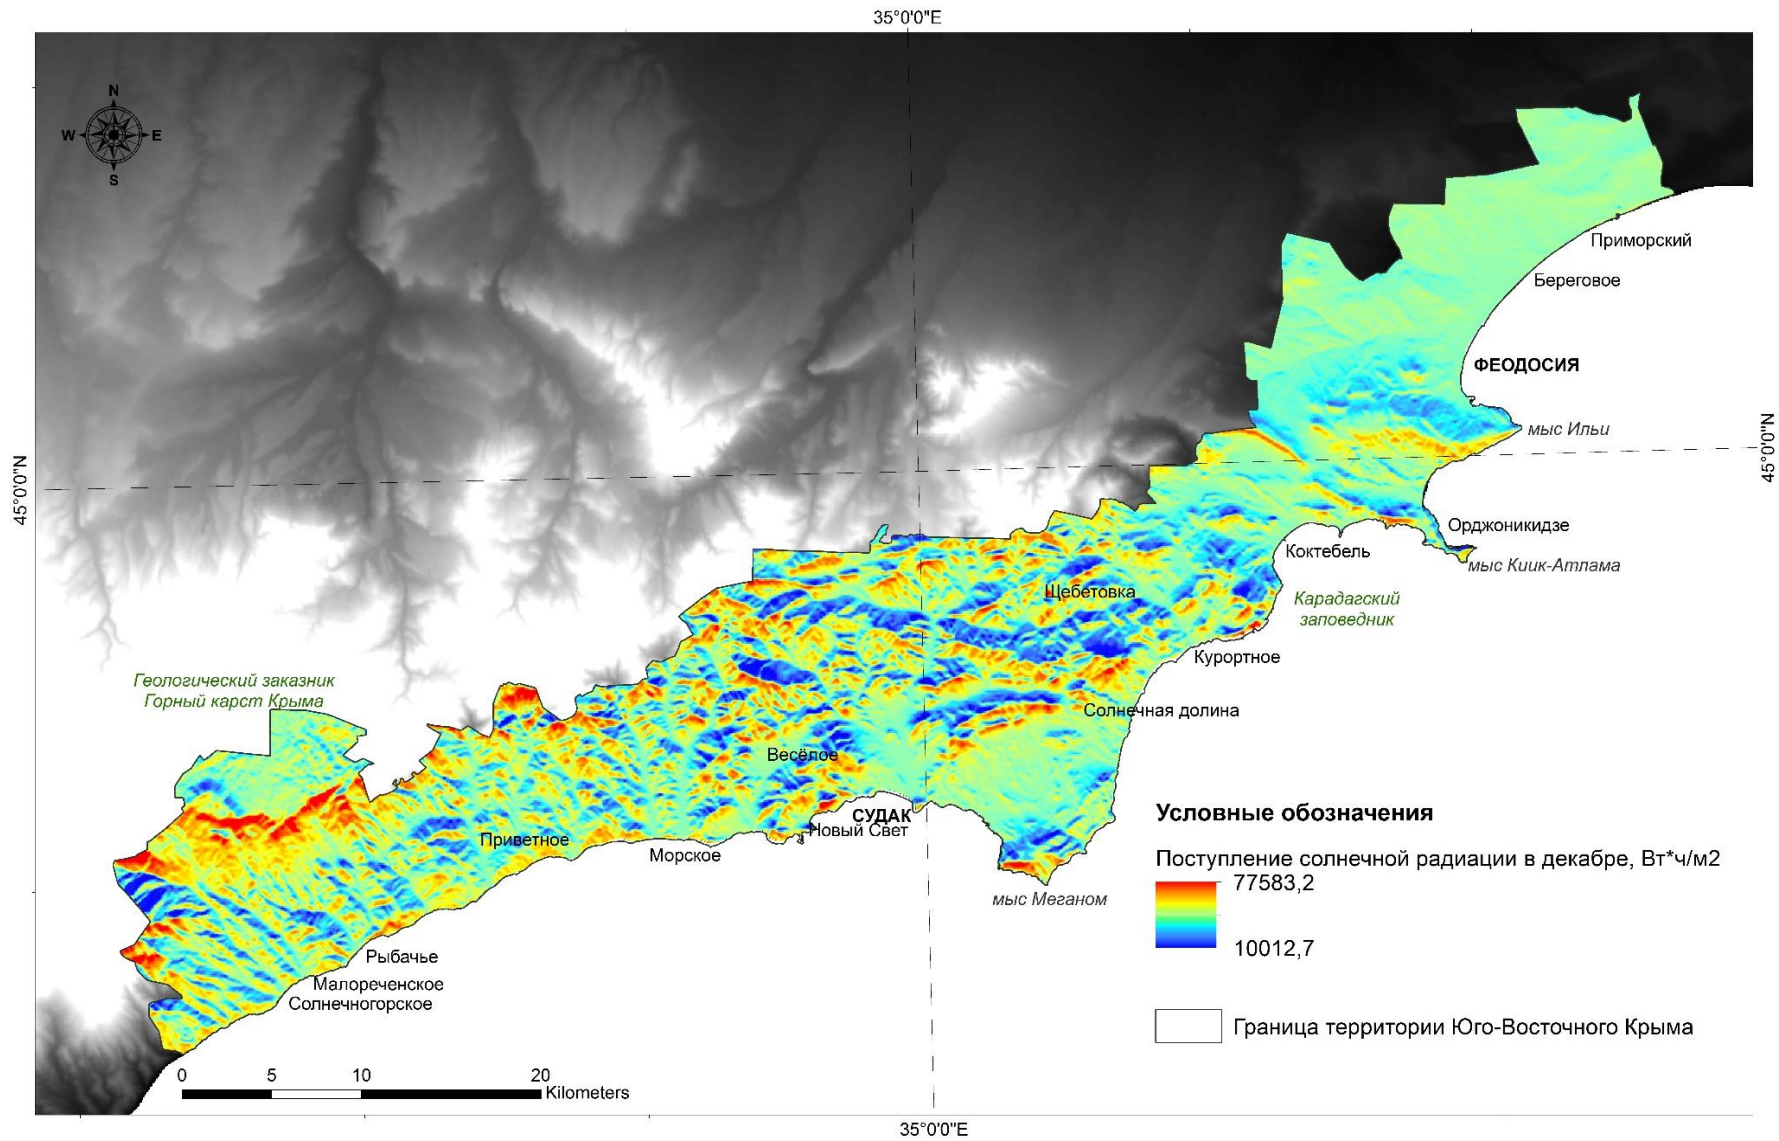 35°0'0"E
N
W
E
S
Приморский
Береговое
ФЕОДОСИЯ
мыс Ильи
45°0'0"N
45°0'0"N
Орджоникидзе
Коктебель
мыс Киик-Атлама
Щебетовка
Карадагский
заповедник
Курортное
Геологический заказник
Горный карст Крыма
Солнечная долина
Весёлое
СУДАК
Новый Свет
Приветное
Морское
мыс Меганом
Рыбачье
Малореченское
Солнечногорское
Условные обозначения
Поступление солнечной радиации в декабре, Вт*ч/м2
77583,2
10012,7
Граница территории Юго-Восточного Крыма
0 5 10 20
Kilometers
35°0'0"E